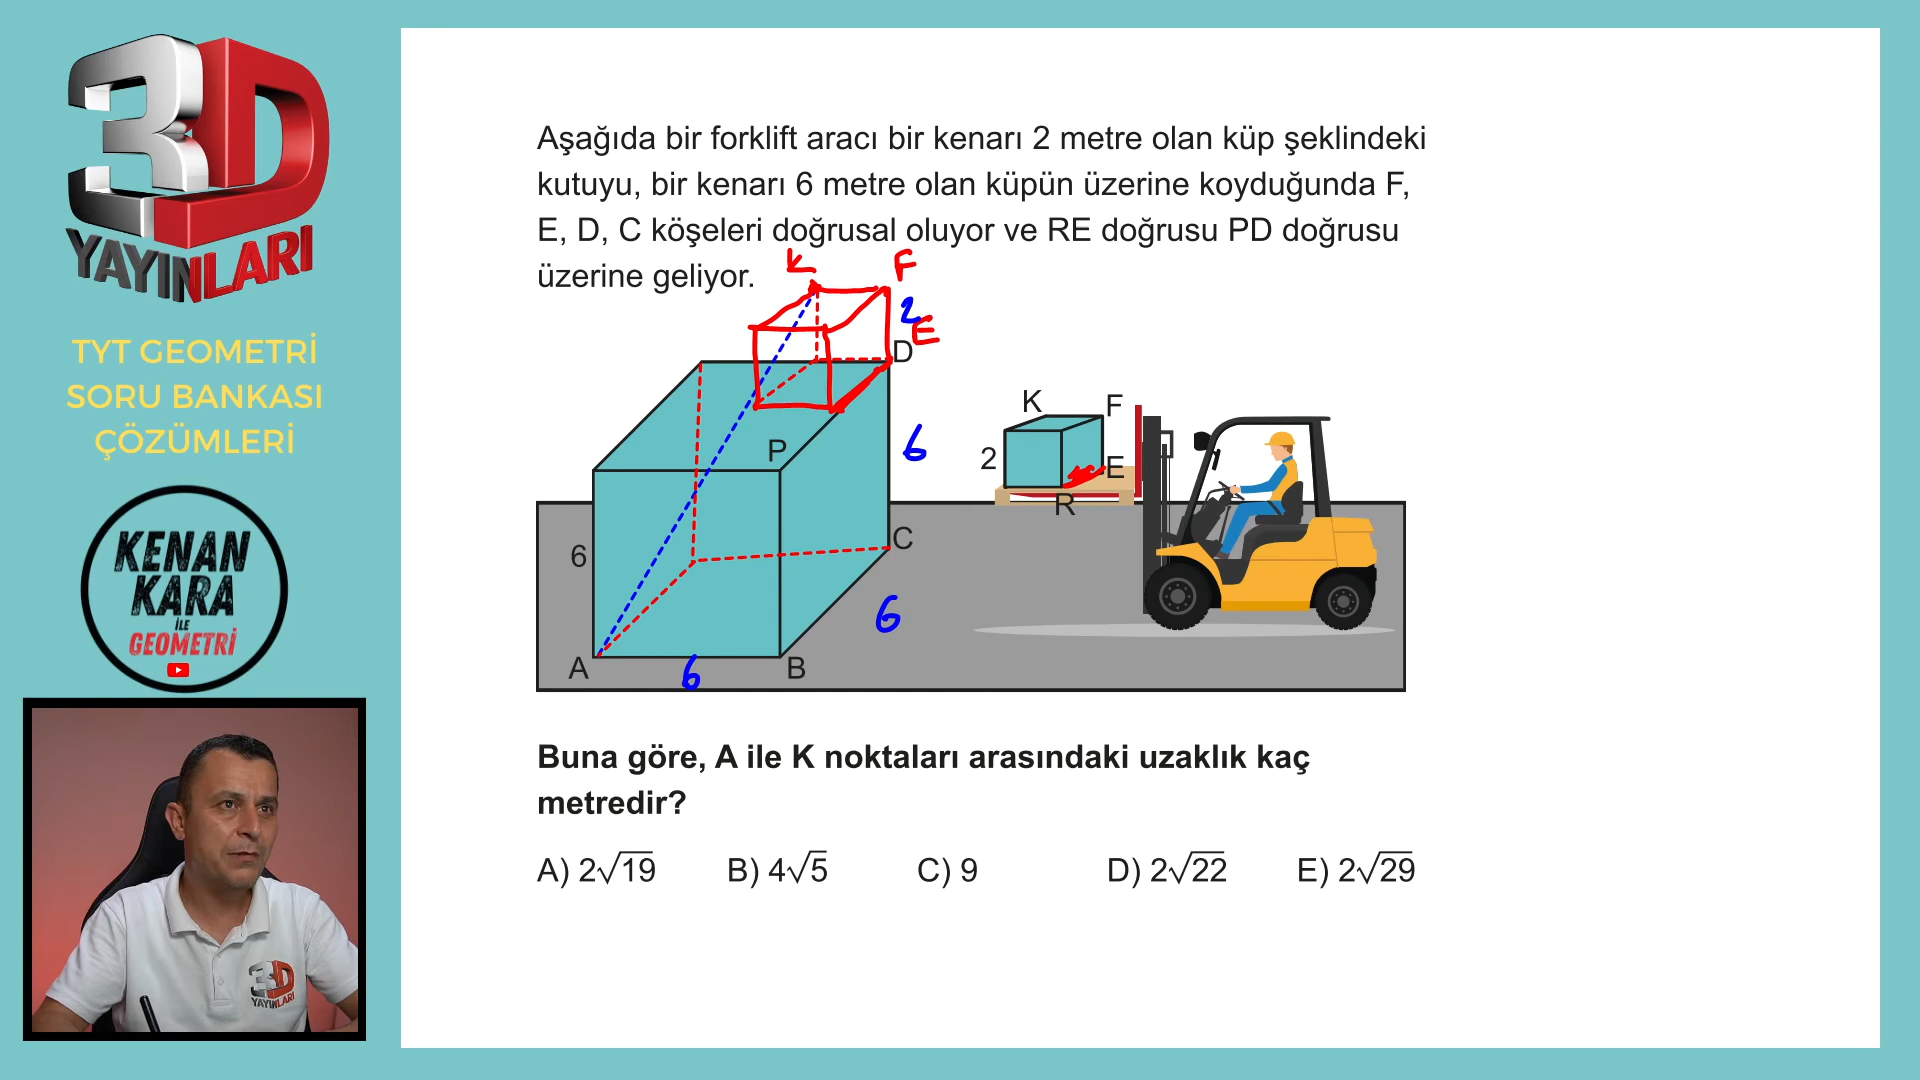 3D
YAYINLARI
TYT GEOMETRİ
SORU BANKASI
ÇÖZÜMLERİ
KENAN
KARA
İLE
GEOMETRİ
3D
YAYINLARI
Aşağıda bir forklift aracı bir kenarı 2 metre olan küp şeklindeki
kutuyu, bir kenarı 6 metre olan küpün üzerine koyduğunda F,
E, D, C köşeleri doğrusal oluyor ve RE doğrusu PD doğrusu
üzerine geliyor.
K
F
2
E
D
K
F
P
6
2
E
R
6
C
6
A
6
B
Buna göre, A ile K noktaları arasındaki uzaklık kaç
metredir?
A) 2√19 B) 4√5 C) 9 D) 2√22 E) 2√29